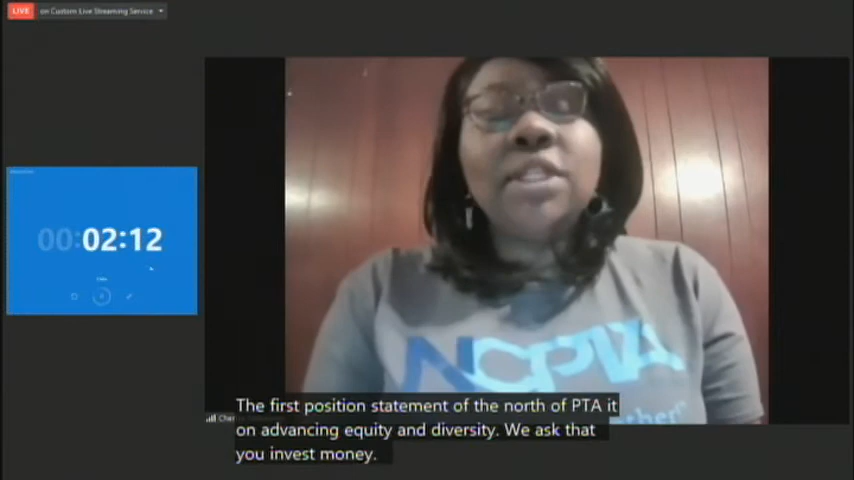 LIVE on Custom Live Streaming Service
00:02:12
NCPTA
The first position statement of the north of PTA it
on advancing equity and diversity. We ask that
you invest money.